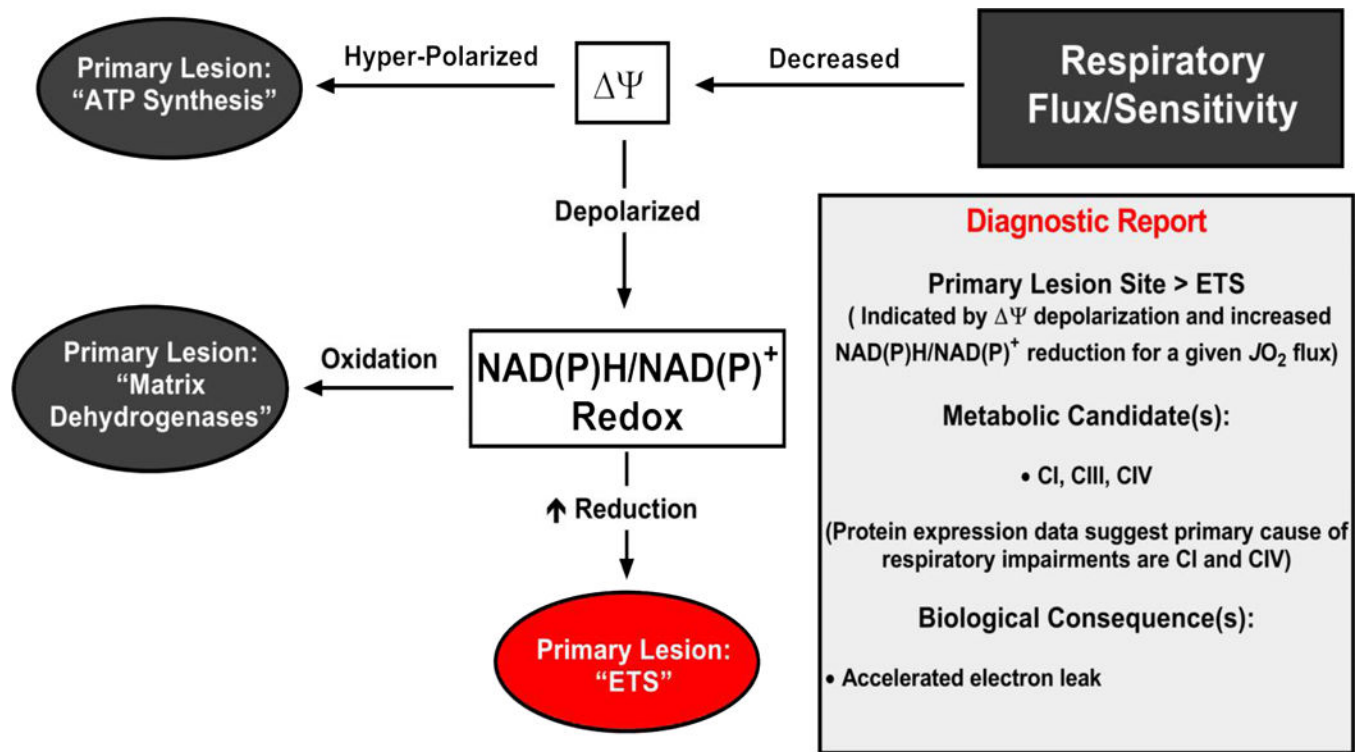 Primary Lesion:
“ATP Synthesis”
Hyper-Polarized
ΔΨ
Decreased
Respiratory
Flux/Sensitivity
Depolarized
Primary Lesion:
“Matrix
Dehydrogenases”
Oxidation
NAD(P)H/NAD(P)⁺
Redox
↑ Reduction
Primary Lesion:
“ETS”
Diagnostic Report
Primary Lesion Site > ETS
( Indicated by ΔΨ depolarization and increased
NAD(P)H/NAD(P)⁺ reduction for a given JO₂ flux)
Metabolic Candidate(s):
• CI, CIII, CIV
(Protein expression data suggest primary cause of
respiratory impairments are CI and CIV)
Biological Consequence(s):
• Accelerated electron leak